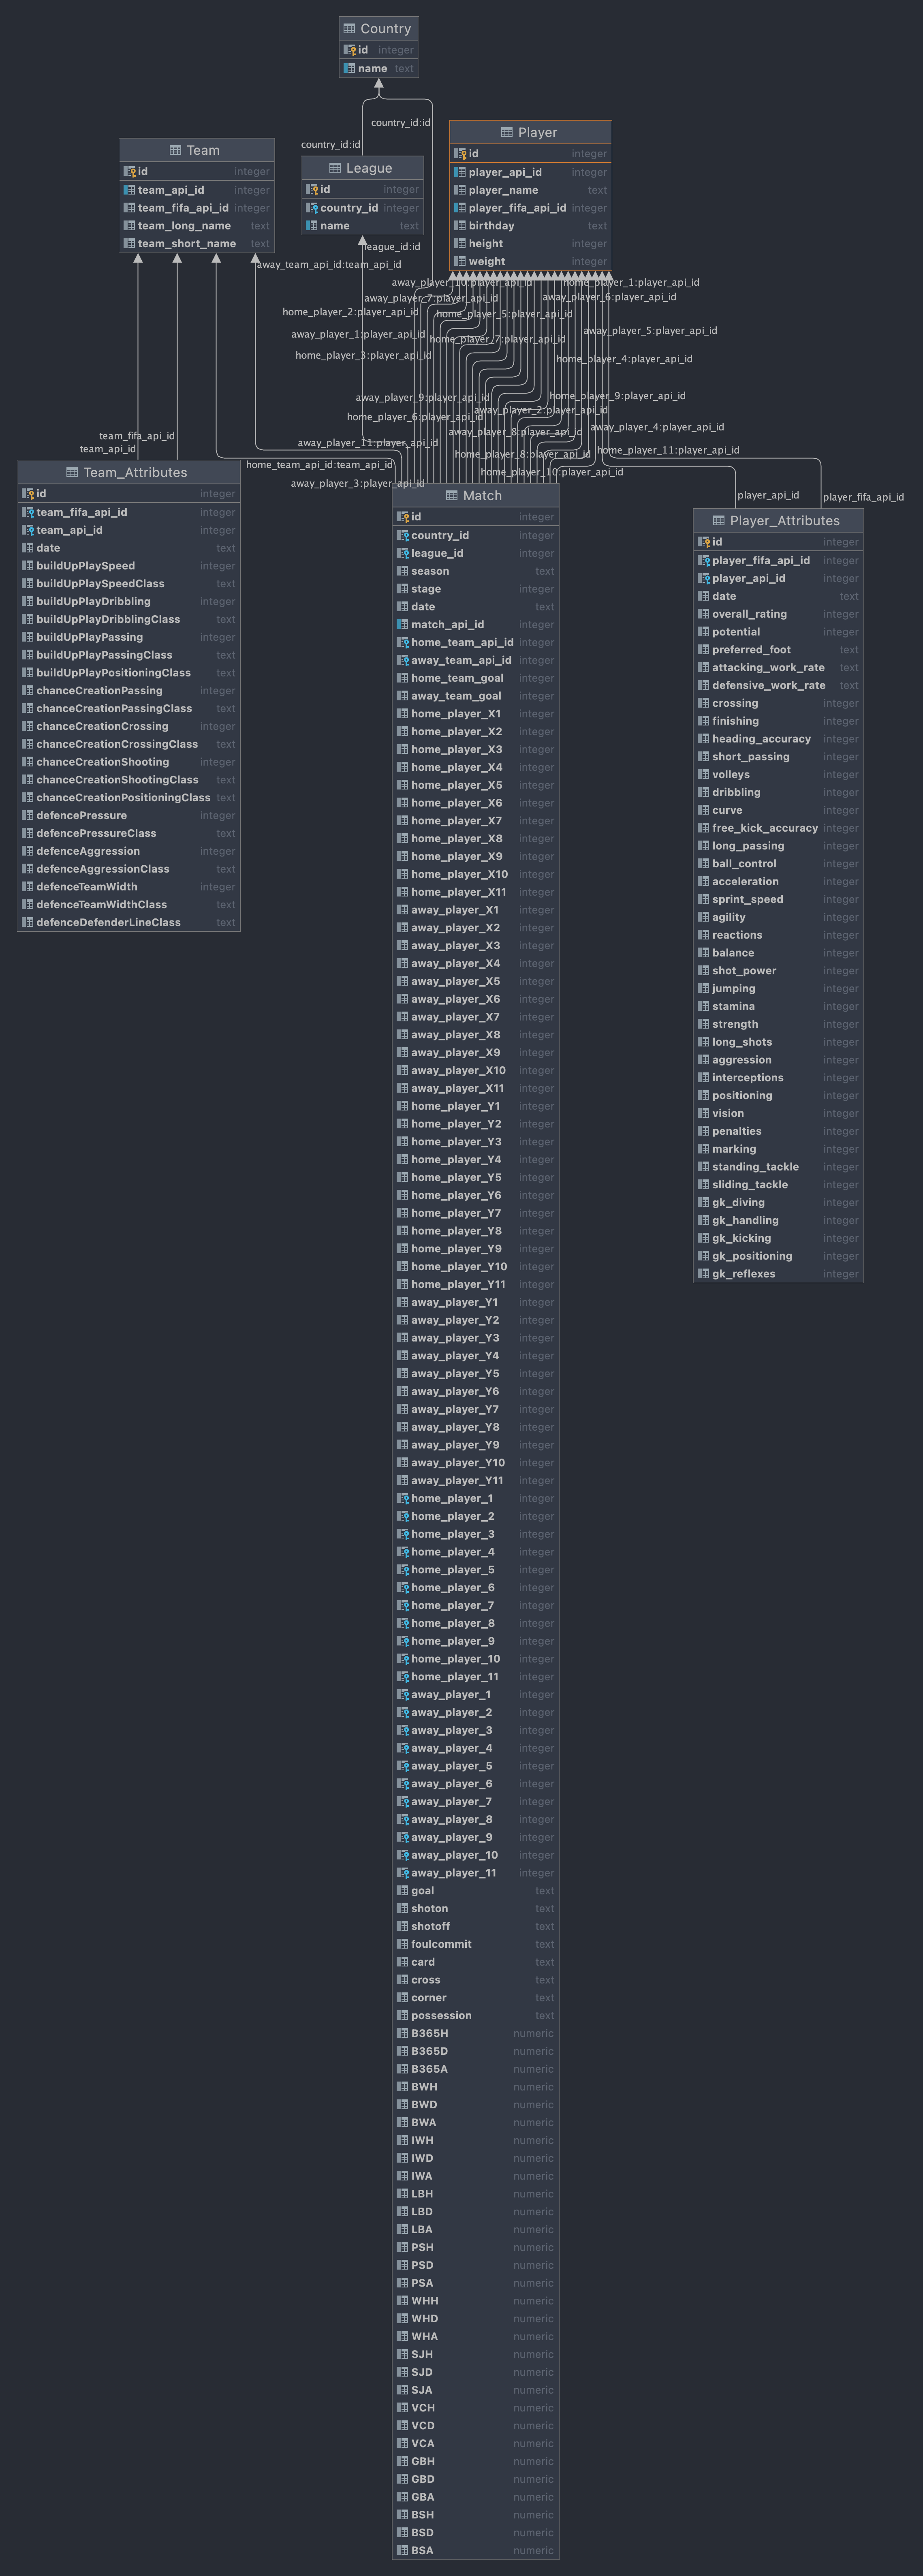 Country
id integer
name text
country_id:id
country_id:id
Player
id integer
player_api_id integer
player_name text
player_fifa_api_id integer
birthday text
height integer
weight integer
Team
id integer
team_api_id integer
team_fifa_api_id integer
team_long_name text
team_short_name text
League
id integer
country_id integer
name text
league_id:id
away_team_api_id:team_api_id
away_player_10:player_api_id
home_player_1:player_api_id
away_player_7:player_api_id
away_player_6:player_api_id
home_player_2:player_api_id
home_player_5:player_api_id
away_player_1:player_api_id
away_player_5:player_api_id
home_player_7:player_api_id
home_player_3:player_api_id
home_player_4:player_api_id
away_player_9:player_api_id
home_player_9:player_api_id
away_player_2:player_api_id
home_player_6:player_api_id
away_player_4:player_api_id
away_player_8:player_api_id
away_player_11:player_api_id
home_player_11:player_api_id
home_player_8:player_api_id
home_team_api_id:team_api_id
home_player_10:player_api_id
away_player_3:player_api_id
team_fifa_api_id
team_api_id
player_api_id
player_fifa_api_id
Team_Attributes
id integer
team_fifa_api_id integer
team_api_id integer
date text
buildUpPlaySpeed integer
buildUpPlaySpeedClass text
buildUpPlayDribbling integer
buildUpPlayDribblingClass text
buildUpPlayPassing integer
buildUpPlayPassingClass text
buildUpPlayPositioningClass text
chanceCreationPassing integer
chanceCreationPassingClass text
chanceCreationCrossing integer
chanceCreationCrossingClass text
chanceCreationShooting integer
chanceCreationShootingClass text
chanceCreationPositioningClass text
defencePressure integer
defencePressureClass text
defenceAggression integer
defenceAggressionClass text
defenceTeamWidth integer
defenceTeamWidthClass text
defenceDefenderLineClass text
Match
id integer
country_id integer
league_id integer
season text
stage integer
date text
match_api_id integer
home_team_api_id integer
away_team_api_id integer
home_team_goal integer
away_team_goal integer
home_player_X1 integer
home_player_X2 integer
home_player_X3 integer
home_player_X4 integer
home_player_X5 integer
home_player_X6 integer
home_player_X7 integer
home_player_X8 integer
home_player_X9 integer
home_player_X10 integer
home_player_X11 integer
away_player_X1 integer
away_player_X2 integer
away_player_X3 integer
away_player_X4 integer
away_player_X5 integer
away_player_X6 integer
away_player_X7 integer
away_player_X8 integer
away_player_X9 integer
away_player_X10 integer
away_player_X11 integer
home_player_Y1 integer
home_player_Y2 integer
home_player_Y3 integer
home_player_Y4 integer
home_player_Y5 integer
home_player_Y6 integer
home_player_Y7 integer
home_player_Y8 integer
home_player_Y9 integer
home_player_Y10 integer
home_player_Y11 integer
away_player_Y1 integer
away_player_Y2 integer
away_player_Y3 integer
away_player_Y4 integer
away_player_Y5 integer
away_player_Y6 integer
away_player_Y7 integer
away_player_Y8 integer
away_player_Y9 integer
away_player_Y10 integer
away_player_Y11 integer
home_player_1 integer
home_player_2 integer
home_player_3 integer
home_player_4 integer
home_player_5 integer
home_player_6 integer
home_player_7 integer
home_player_8 integer
home_player_9 integer
home_player_10 integer
home_player_11 integer
away_player_1 integer
away_player_2 integer
away_player_3 integer
away_player_4 integer
away_player_5 integer
away_player_6 integer
away_player_7 integer
away_player_8 integer
away_player_9 integer
away_player_10 integer
away_player_11 integer
goal text
shoton text
shotoff text
foulcommit text
card text
cross text
corner text
possession text
B365H numeric
B365D numeric
B365A numeric
BWH numeric
BWD numeric
BWA numeric
IWH numeric
IWD numeric
IWA numeric
LBH numeric
LBD numeric
LBA numeric
PSH numeric
PSD numeric
PSA numeric
WHH numeric
WHD numeric
WHA numeric
SJH numeric
SJD numeric
SJA numeric
VCH numeric
VCD numeric
VCA numeric
GBH numeric
GBD numeric
GBA numeric
BSH numeric
BSD numeric
BSA numeric
Player_Attributes
id integer
player_fifa_api_id integer
player_api_id integer
date text
overall_rating integer
potential integer
preferred_foot text
attacking_work_rate text
defensive_work_rate text
crossing integer
finishing integer
heading_accuracy integer
short_passing integer
volleys integer
dribbling integer
curve integer
free_kick_accuracy integer
long_passing integer
ball_control integer
acceleration integer
sprint_speed integer
agility integer
reactions integer
balance integer
shot_power integer
jumping integer
stamina integer
strength integer
long_shots integer
aggression integer
interceptions integer
positioning integer
vision integer
penalties integer
marking integer
standing_tackle integer
sliding_tackle integer
gk_diving integer
gk_handling integer
gk_kicking integer
gk_positioning integer
gk_reflexes integer